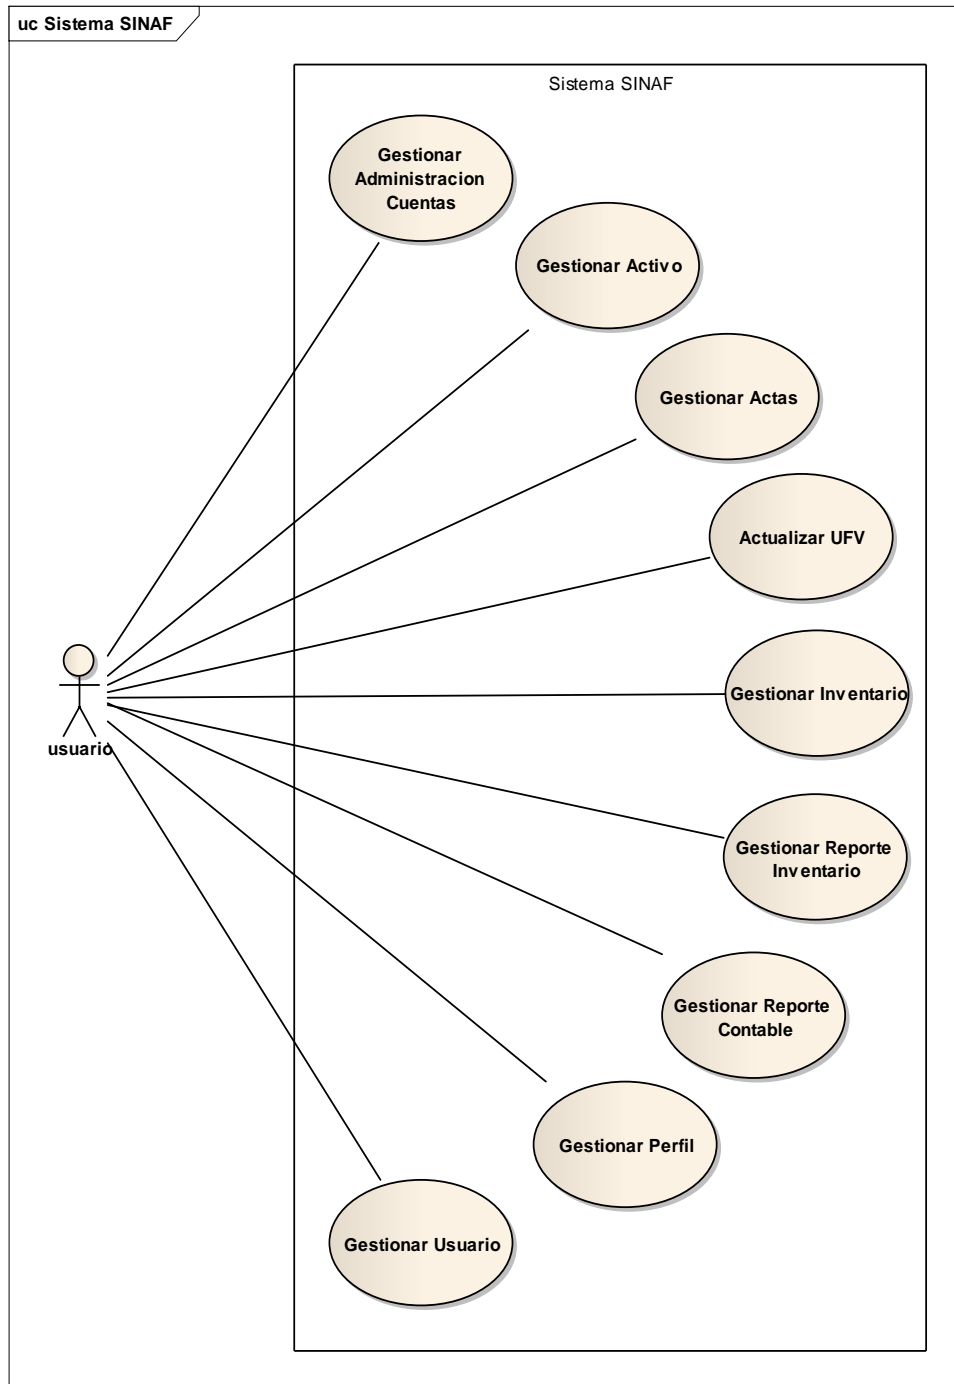 uc Sistema SINAF
Sistema SINAF
Gestionar
Administracion
Cuentas
Gestionar Activo
Gestionar Actas
Actualizar UFV
Gestionar Inventario
usuario
Gestionar Reporte
Inventario
Gestionar Reporte
Contable
Gestionar Perfil
Gestionar Usuario